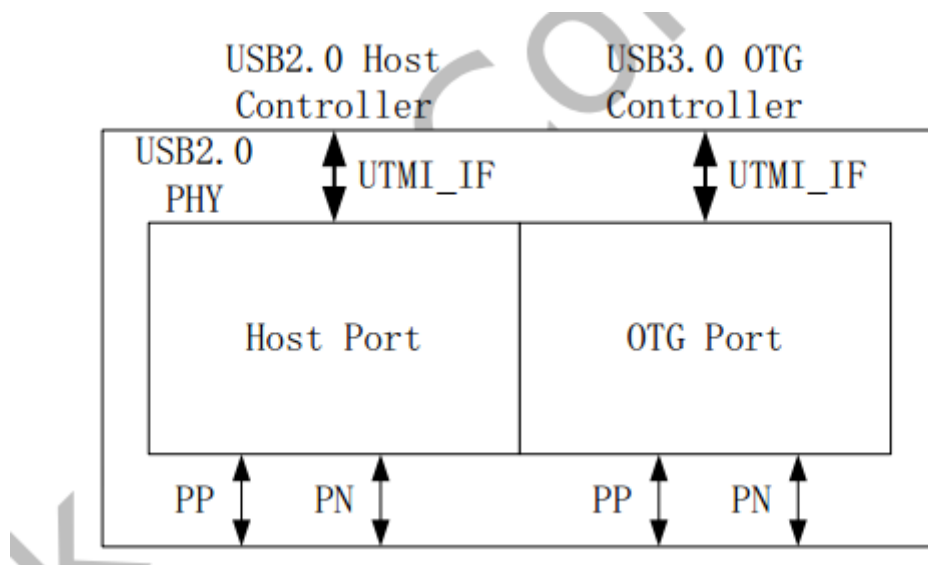 USB2.0 Host
Controller
USB3.0 OTG
Controller
USB2.0
PHY
UTMI_IF
UTMI_IF
Host Port
OTG Port
PP
PN
PP
PN